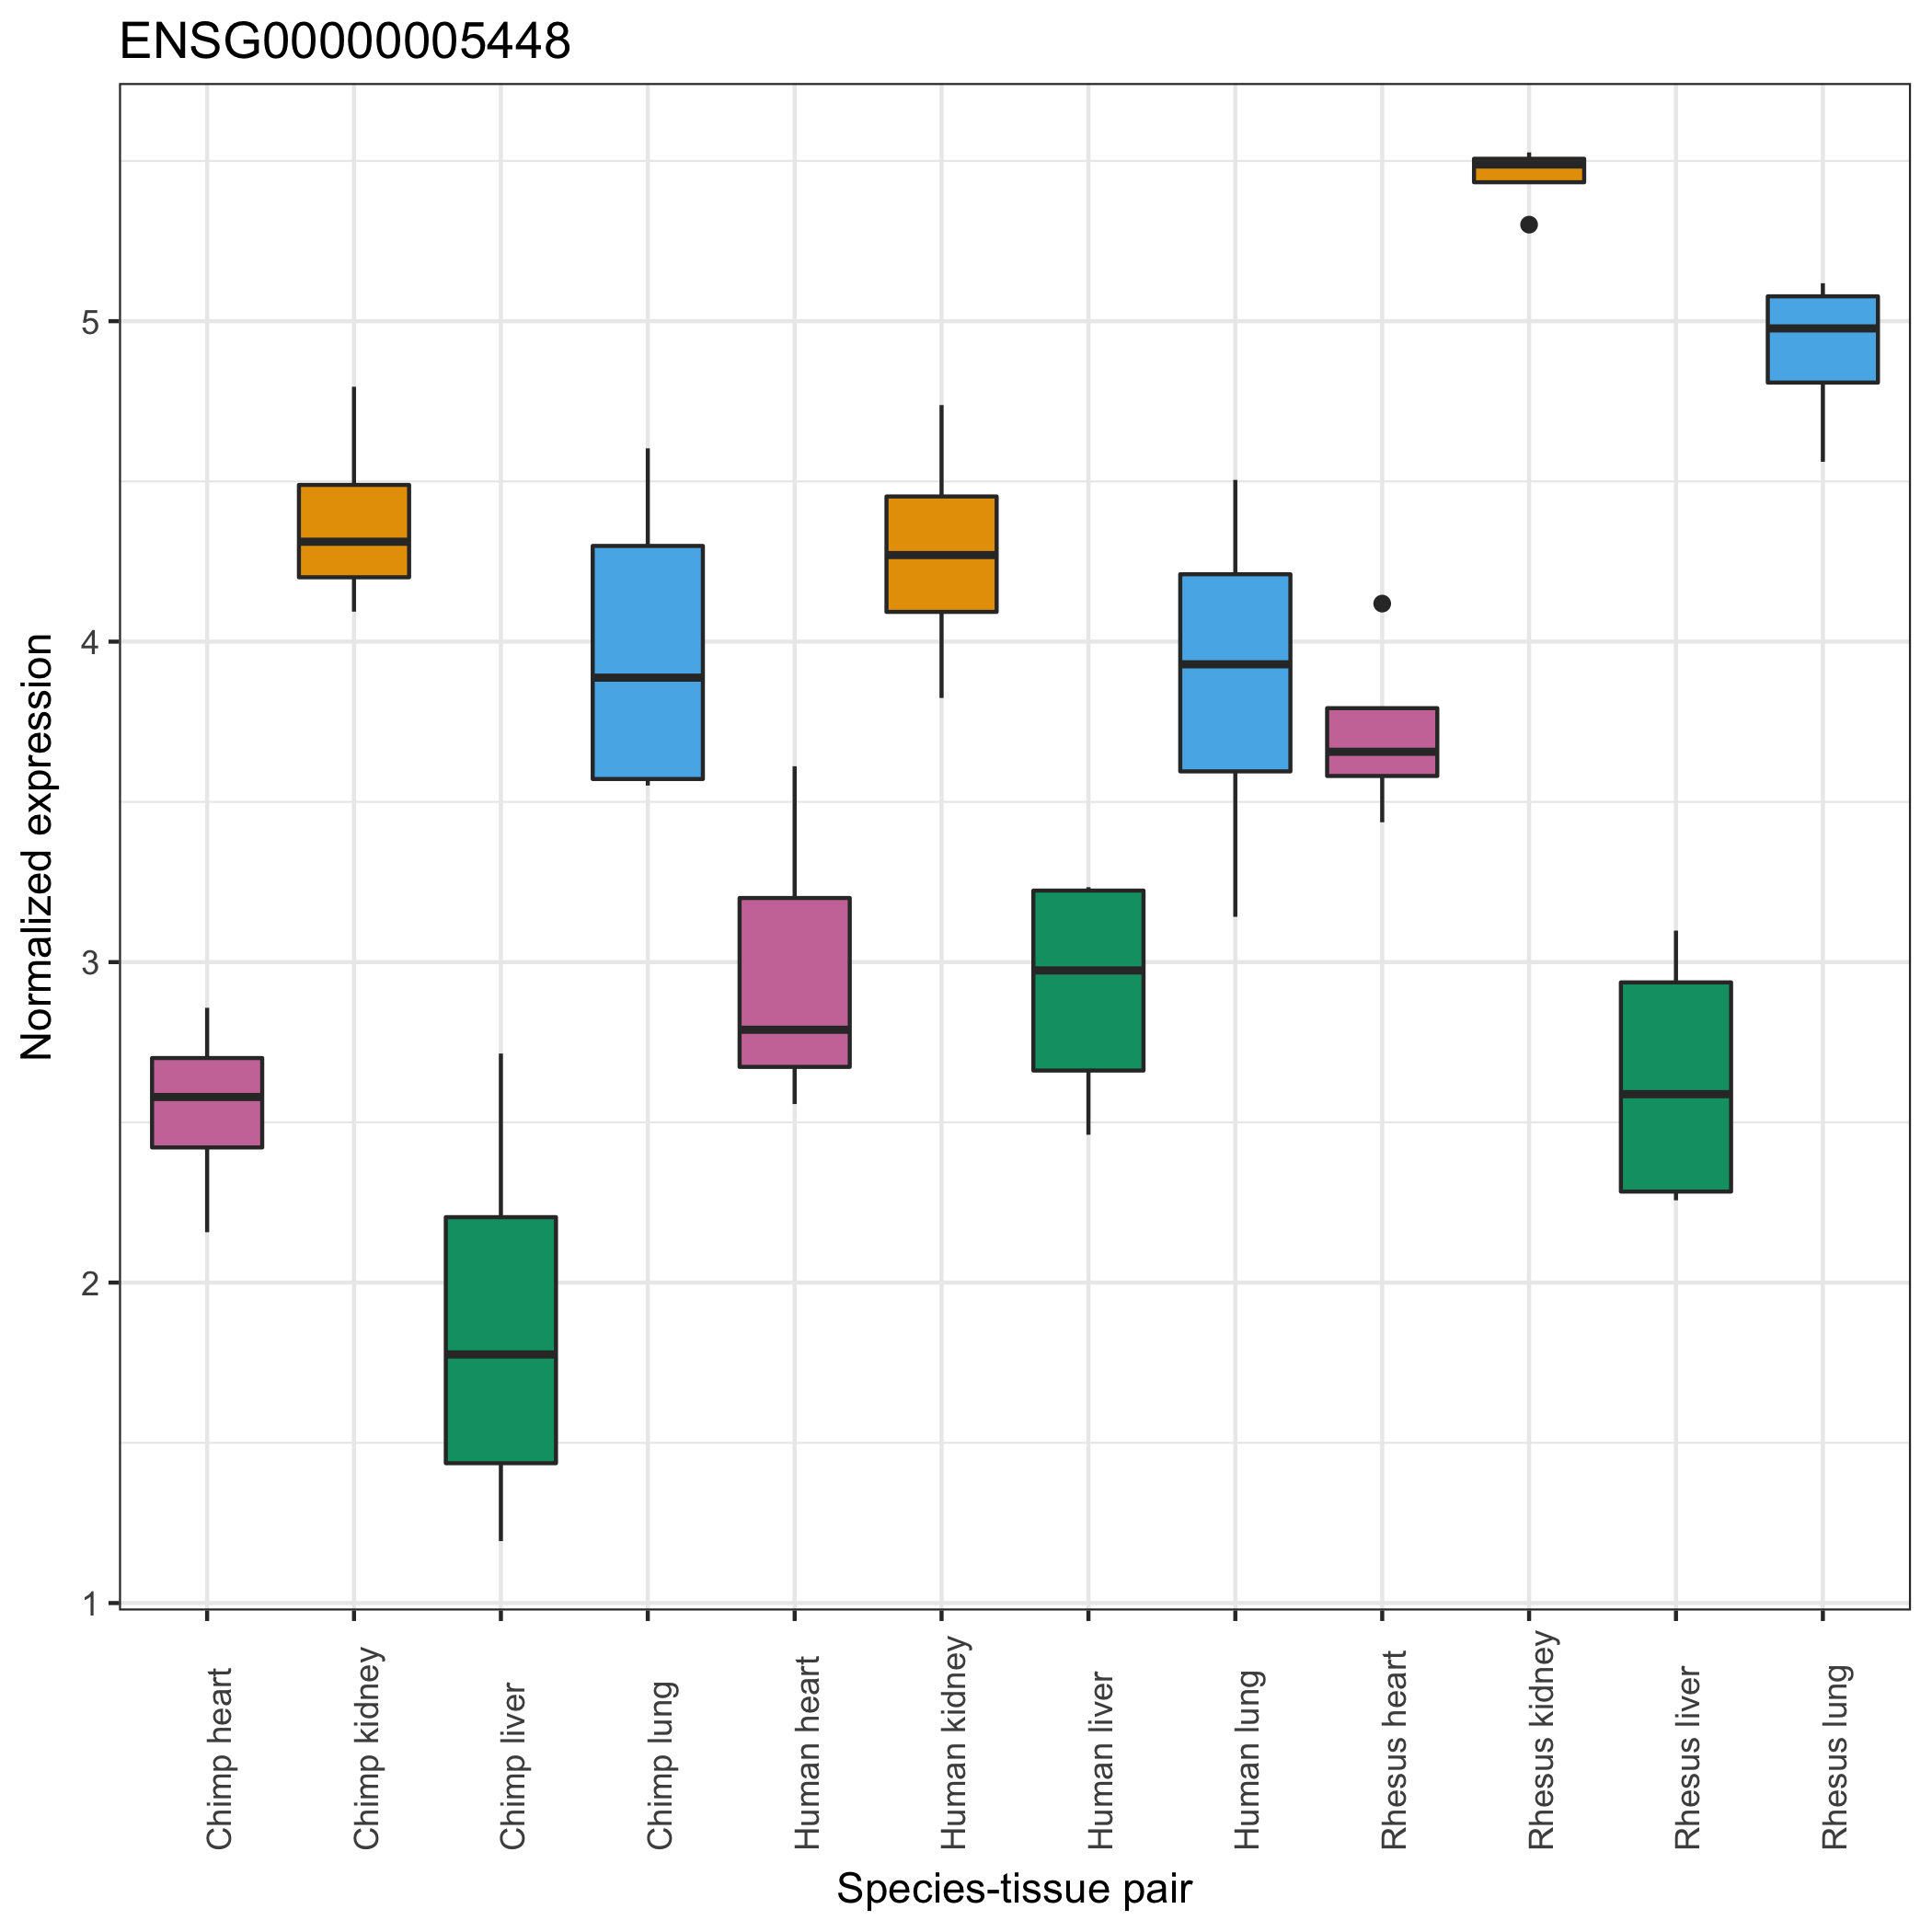 ENSG00000005448
Normalized expression
5
4
3
2
1
Chimp heart
Chimp kidney
Chimp liver
Chimp lung
Human heart
Human kidney
Human liver
Human lung
Rhesus heart
Rhesus kidney
Rhesus liver
Rhesus lung
Species-tissue pair